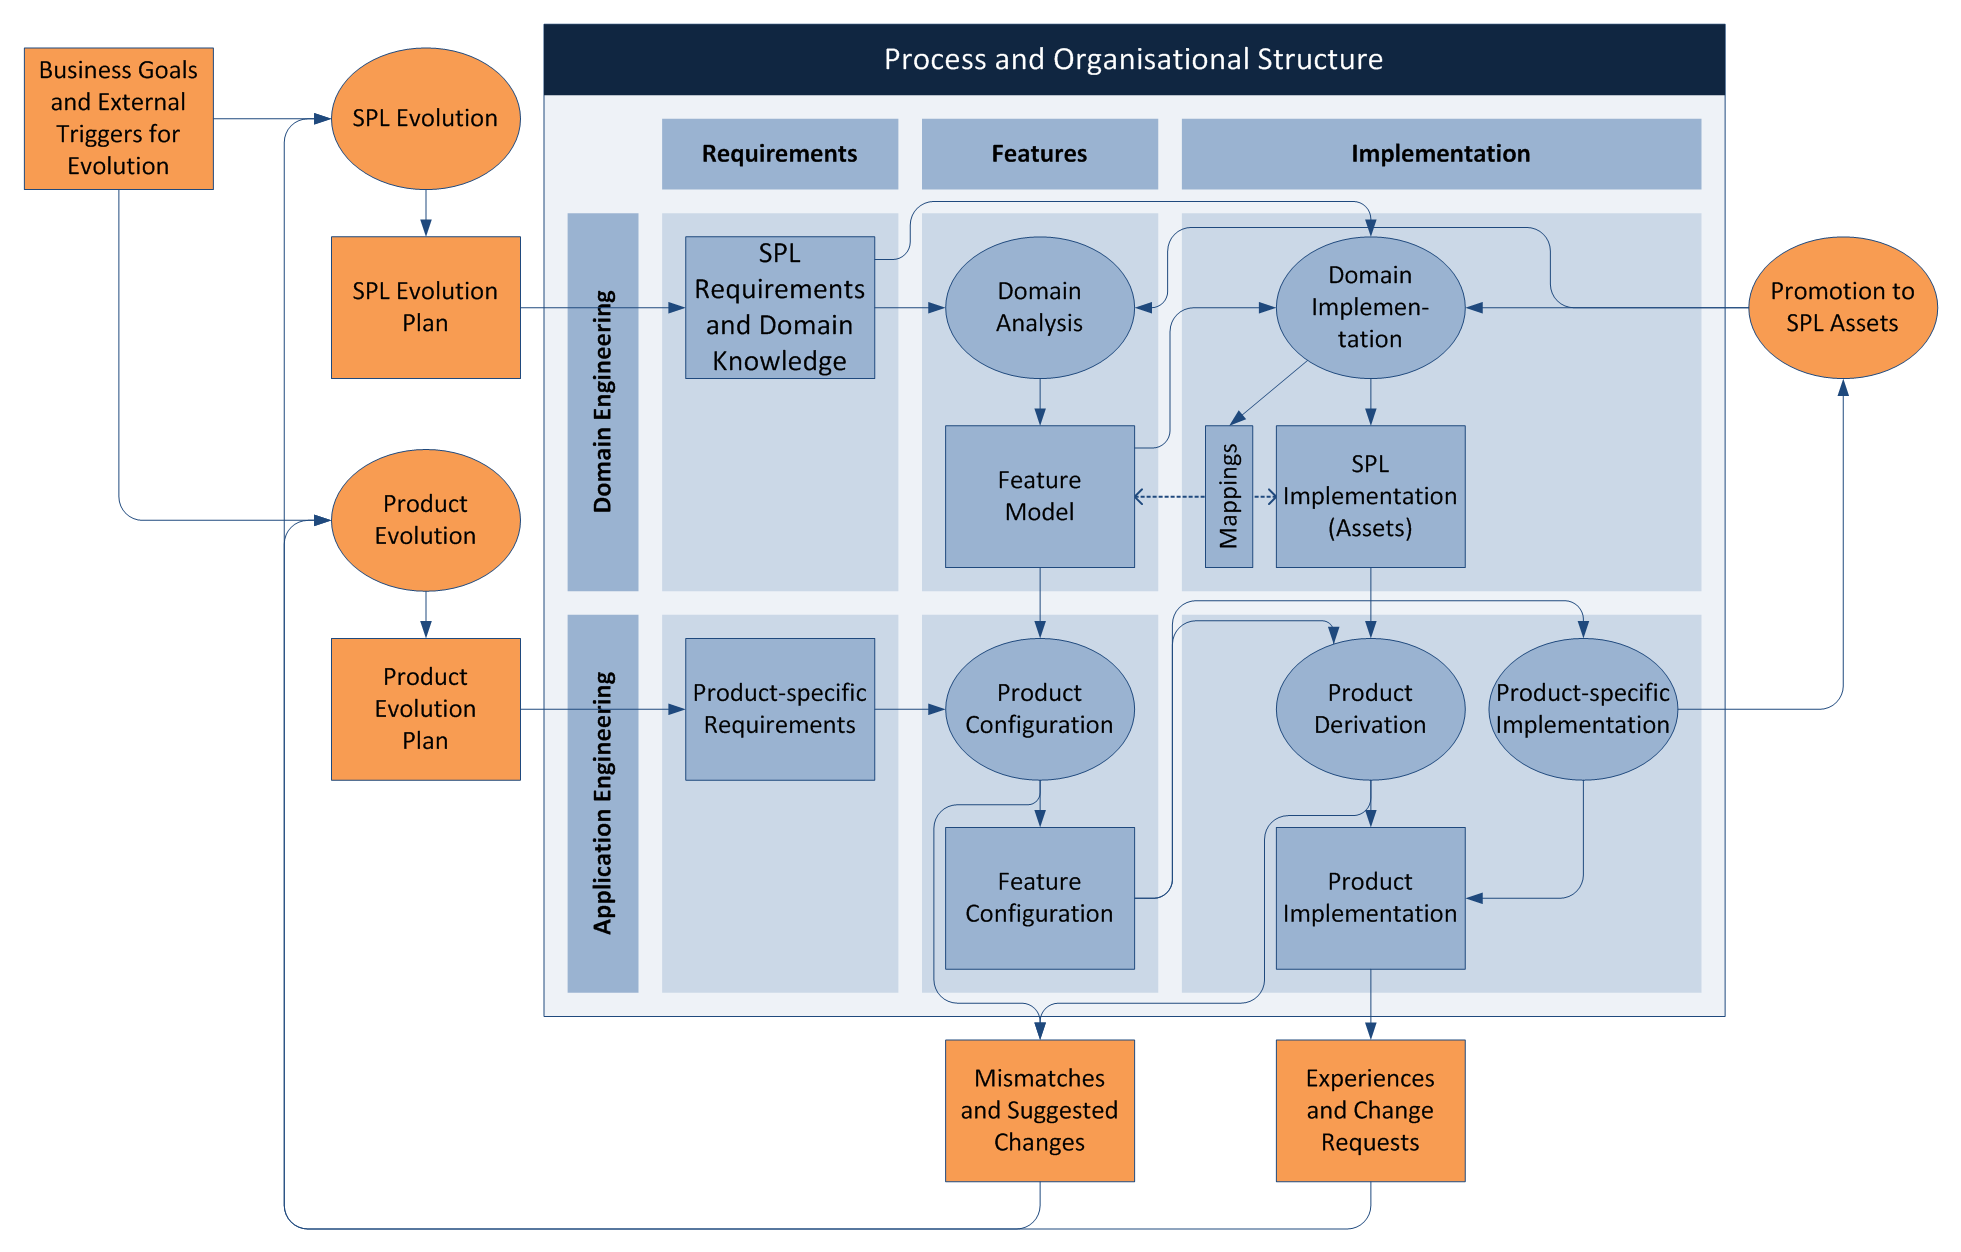 Process and Organisational Structure
Business Goals
and External
Triggers for
Evolution
SPL Evolution
Requirements
Features
Implementation
SPL Evolution
Plan
Domain Engineering
SPL
Requirements
and Domain
Knowledge
Domain
Analysis
Domain
Implemen-
tation
Promotion to
SPL Assets
Feature
Model
Mappings
SPL
Implementation
(Assets)
Product
Evolution
Product
Evolution
Plan
Application Engineering
Product-specific
Requirements
Product
Configuration
Product
Derivation
Product-specific
Implementation
Feature
Configuration
Product
Implementation
Mismatches
and Suggested
Changes
Experiences
and Change
Requests